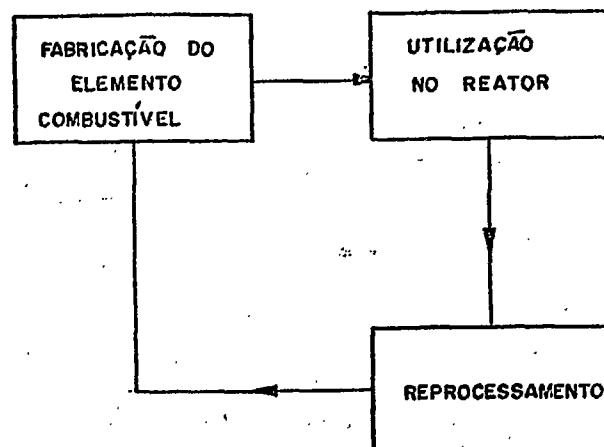 FABRICAÇÃO DO
ELEMENTO
COMBUSTÍVEL
UTILIZAÇÃO
NO REATOR
REPROCESSAMENTO